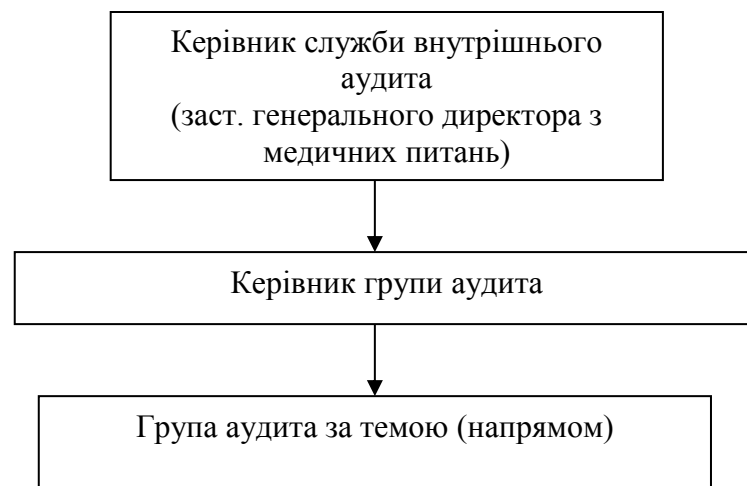 Керівник служби внутрішнього
аудита
(заст. генерального директора з
медичних питань)
Керівник групи аудита
Група аудита за темою (напрямом)